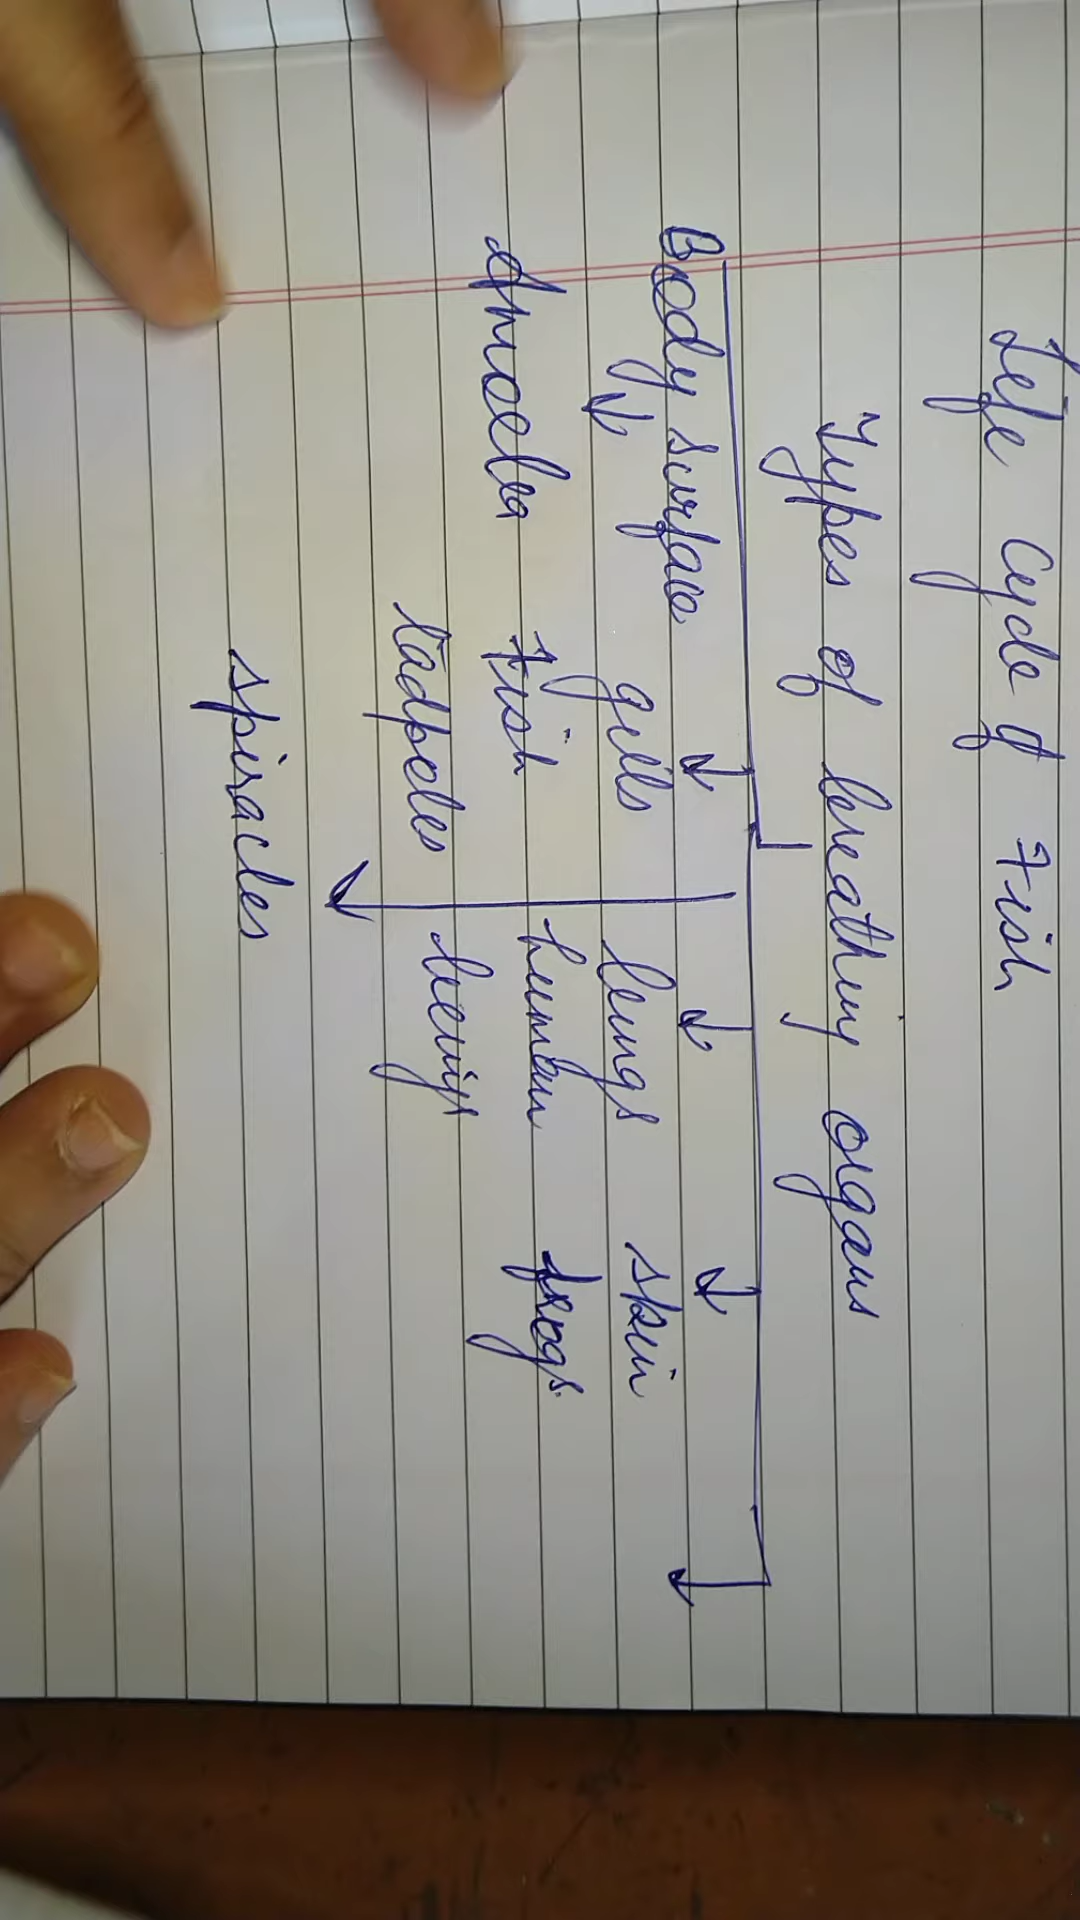 Life Cycle of Fish
Types of breathing organs
Body surface gills lungs skin
Amoeba Fish human frogs
tadpoles beings
spiracles